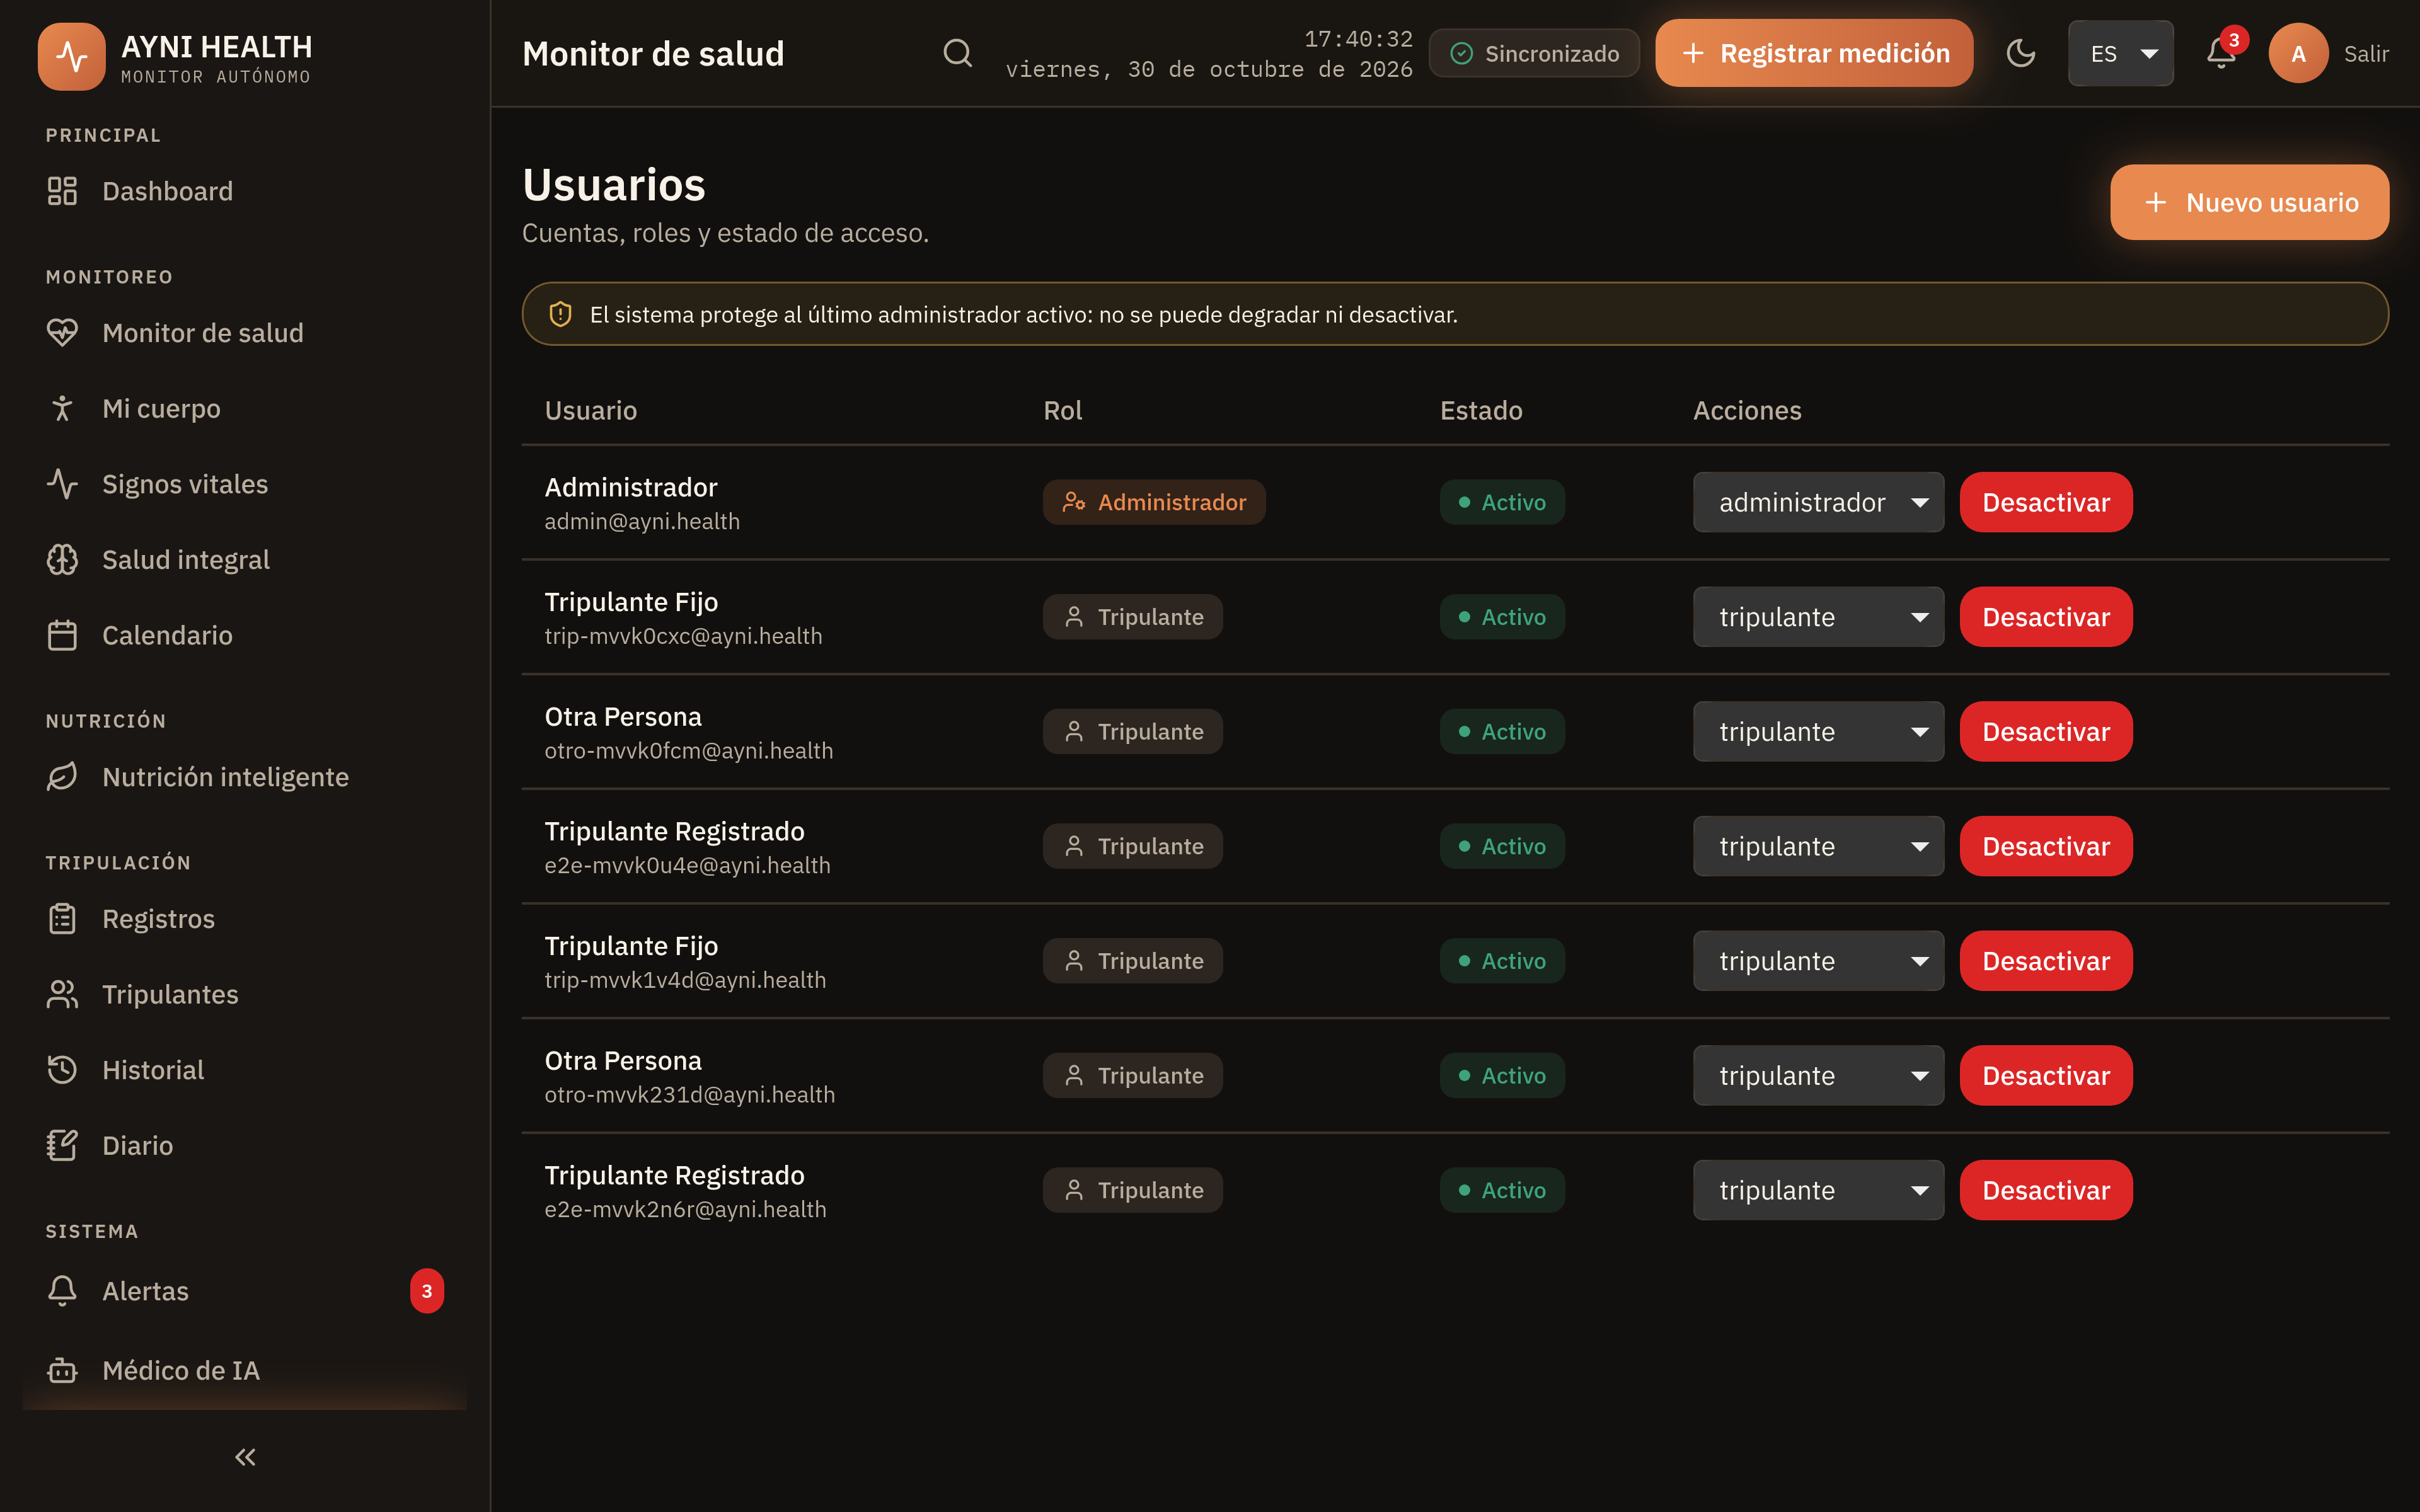 AYNI HEALTH
MONITOR AUTÓNOMO
PRINCIPAL
Dashboard
MONITOREO
Monitor de salud
Mi cuerpo
Signos vitales
Salud integral
Calendario
NUTRICIÓN
Nutrición inteligente
TRIPULACIÓN
Registros
Tripulantes
Historial
Diario
SISTEMA
Alertas 3
Médico de IA
Monitor de salud
17:40:32
viernes, 30 de octubre de 2026
Sincronizado
Registrar medición
ES
3
A
Salir
Usuarios
Cuentas, roles y estado de acceso.
Nuevo usuario
El sistema protege al último administrador activo: no se puede degradar ni desactivar.
Usuario Rol Estado Acciones
Administrador
admin@ayni.health
Administrador Activo administrador Desactivar
Tripulante Fijo
trip-mvvk0cxc@ayni.health
Tripulante Activo tripulante Desactivar
Otra Persona
otro-mvvk0fcm@ayni.health
Tripulante Activo tripulante Desactivar
Tripulante Registrado
e2e-mvvk0u4e@ayni.health
Tripulante Activo tripulante Desactivar
Tripulante Fijo
trip-mvvk1v4d@ayni.health
Tripulante Activo tripulante Desactivar
Otra Persona
otro-mvvk231d@ayni.health
Tripulante Activo tripulante Desactivar
Tripulante Registrado
e2e-mvvk2n6r@ayni.health
Tripulante Activo tripulante Desactivar